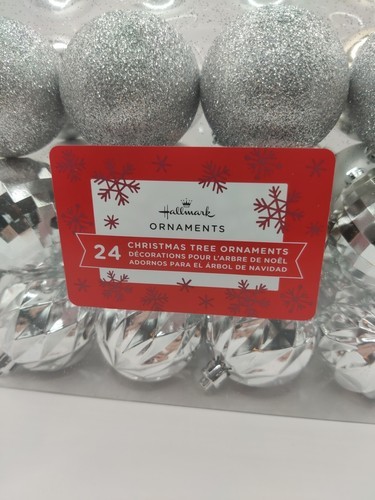 Hallmark
ORNAMENTS
24 CHRISTMAS TREE ORNAMENTS
DÉCORATIONS POUR L'ARBRE DE NOËL
ADORNOS PARA EL ÁRBOL DE NAVIDAD